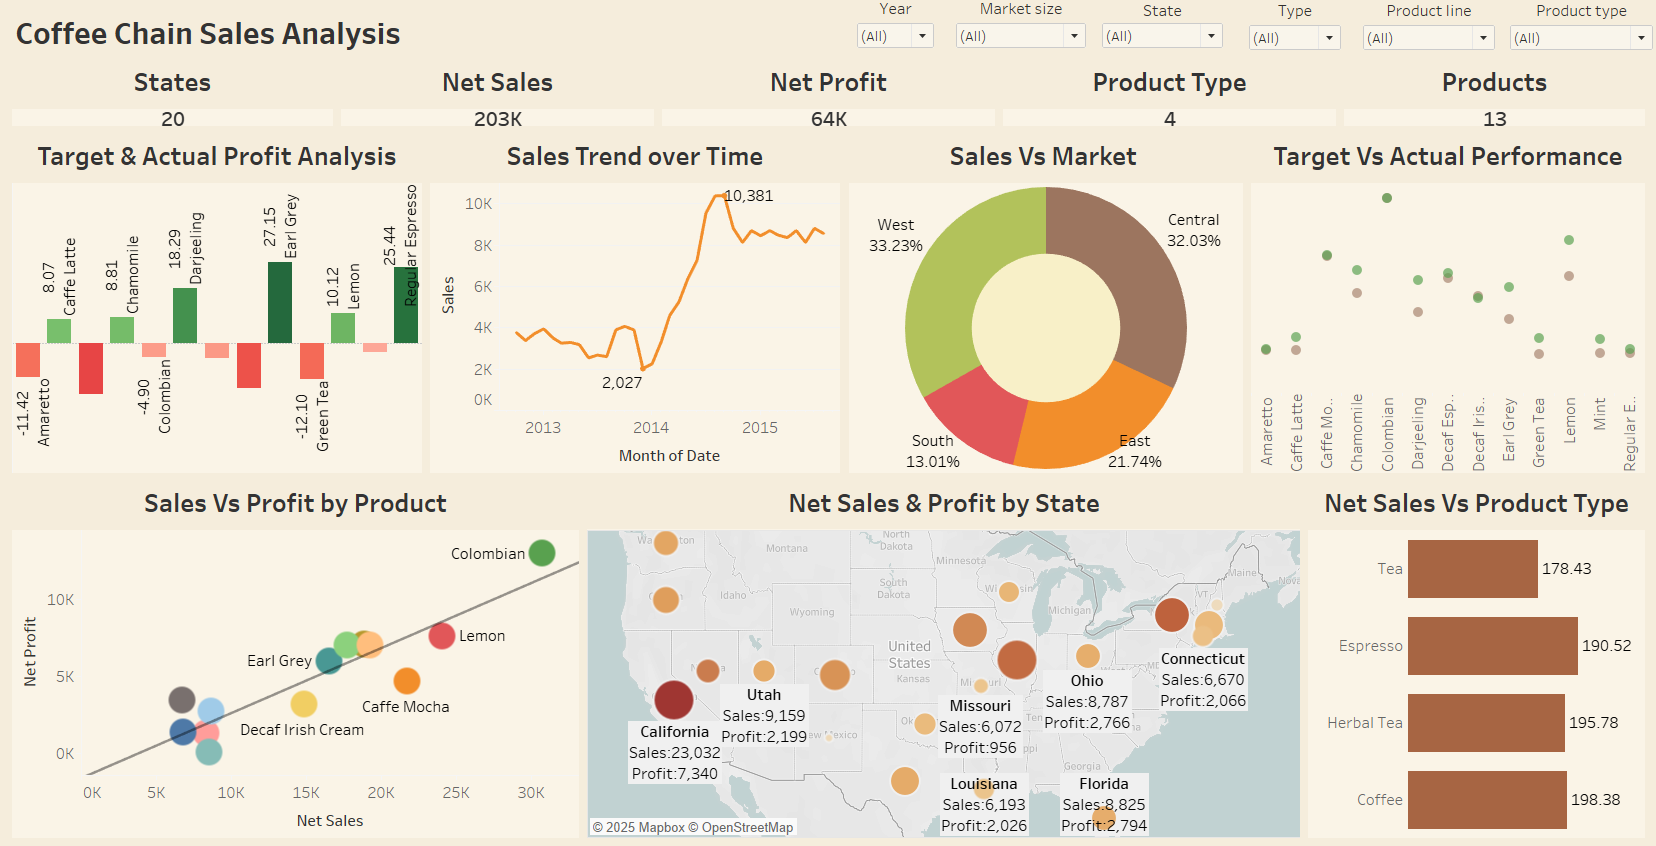 Coffee Chain Sales Analysis
Year
Market size
State
Type
Product line
Product type
(All)
(All)
(All)
(All)
(All)
(All)
States
Net Sales
Net Profit
Product Type
Products
20
203K
64K
4
13
Target & Actual Profit Analysis
-11.42
Amaretto
8.07
Caffe Latte
8.81
Chamomile
-4.90
Colombian
18.29
Darjeeling
27.15
Earl Grey
-12.10
Green Tea
10.12
Lemon
25.44
Regular Espresso
Sales Trend over Time
Sales
10K
8K
6K
4K
2K
0K
10,381
2,027
2013
2014
2015
Month of Date
Sales Vs Market
West
33.23%
Central
32.03%
South
13.01%
East
21.74%
Target Vs Actual Performance
Amaretto
Caffe Latte
Caffe Mo..
Chamomile
Colombian
Darjeeling
Decaf Esp..
Decaf Iris..
Earl Grey
Green Tea
Lemon
Mint
Regular E..
Sales Vs Profit by Product
Net Profit
10K
5K
0K
Colombian
Lemon
Earl Grey
Caffe Mocha
Decaf Irish Cream
0K
5K
10K
15K
20K
25K
30K
Net Sales
Net Sales & Profit by State
Montana
North
Dakota
Minnesota
South
Dakota
Idaho
Wyoming
Michigan
Maine
VT
United
States
Kansas
Georgia
Utah
Sales:9,159
Profit:2,199
California
Sales:23,032
Profit:7,340
Missouri
Sales:6,072
Profit:956
Ohio
Sales:8,787
Profit:2,766
Connecticut
Sales:6,670
Profit:2,066
Louisiana
Sales:6,193
Profit:2,026
Florida
Sales:8,825
Profit:2,794
© 2025 Mapbox © OpenStreetMap
Net Sales Vs Product Type
Tea
178.43
Espresso
190.52
Herbal Tea
195.78
Coffee
198.38